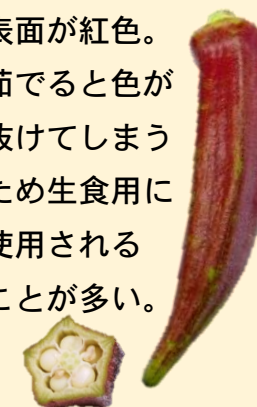 表面が紅色。
茹でると色が
抜けてしまう
ため生食用に
使用される
ことが多い。